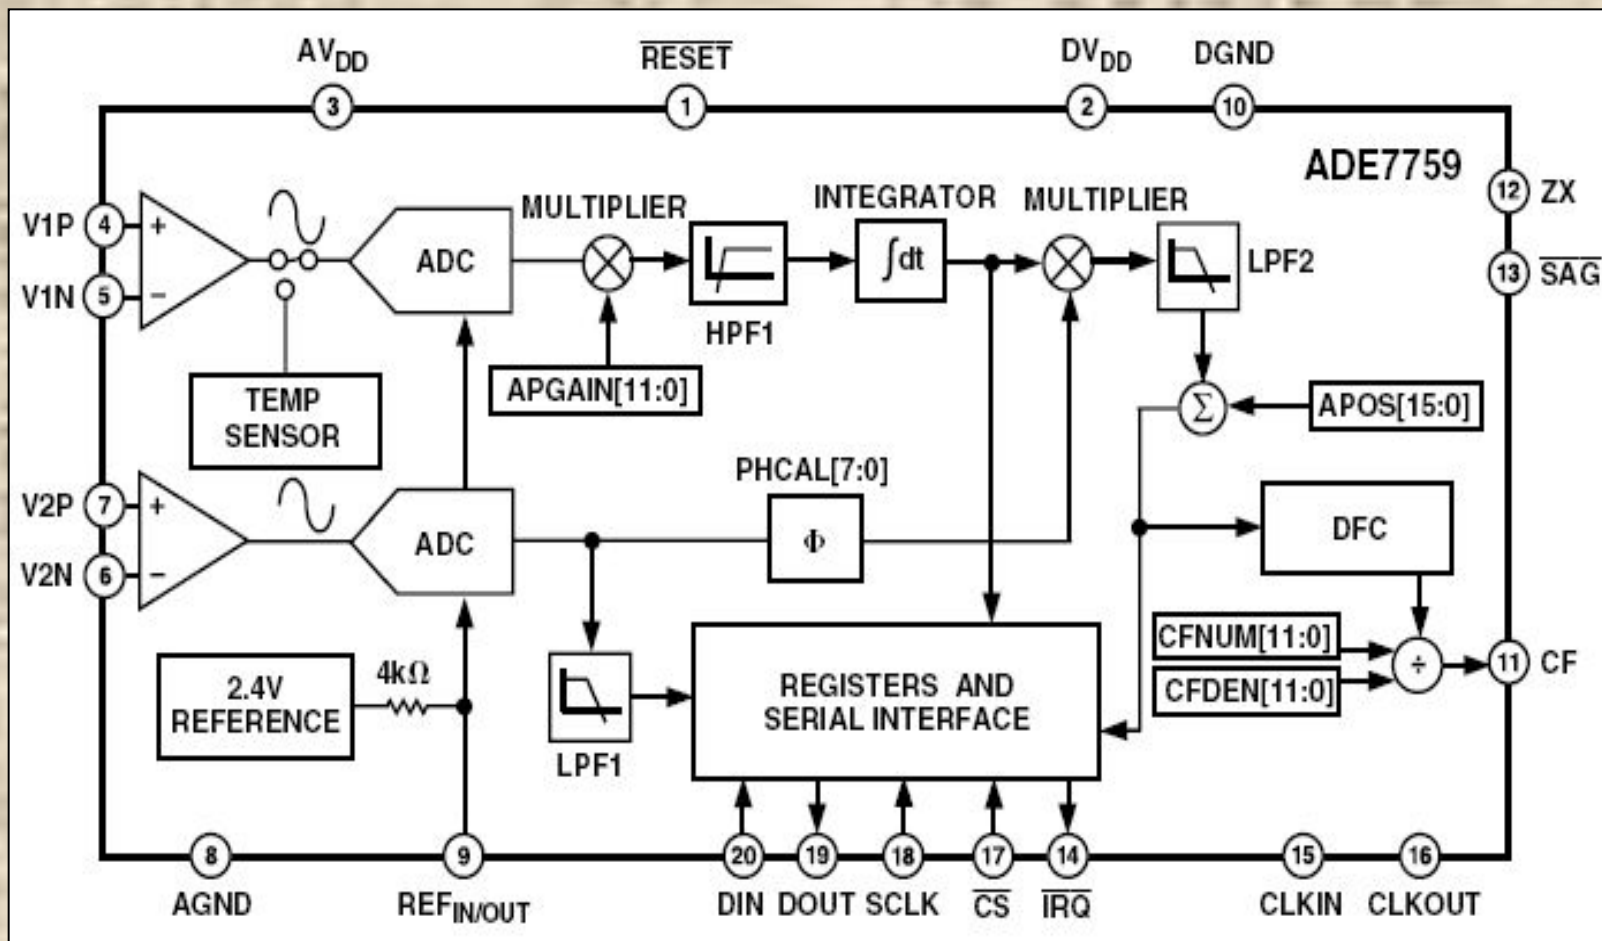 AVDD
RESET
DVDD
DGND
3
1
2
10
ADE7759
12 ZX
13 SAG
V1P 4
V1N 5
+
−
ADC
MULTIPLIER
HPF1
INTEGRATOR
∫dt
MULTIPLIER
LPF2
APGAIN[11:0]
TEMP
SENSOR
Σ
APOS[15:0]
V2P 7
V2N 6
+
−
ADC
PHCAL[7:0]
Φ
DFC
CFNUM[11:0]
CFDEN[11:0]
÷
11 CF
2.4V
REFERENCE
4kΩ
LPF1
REGISTERS AND
SERIAL INTERFACE
8
9
20
19
18
17
14
15
16
AGND
REFIN/OUT
DIN
DOUT
SCLK
CS
IRQ
CLKIN
CLKOUT